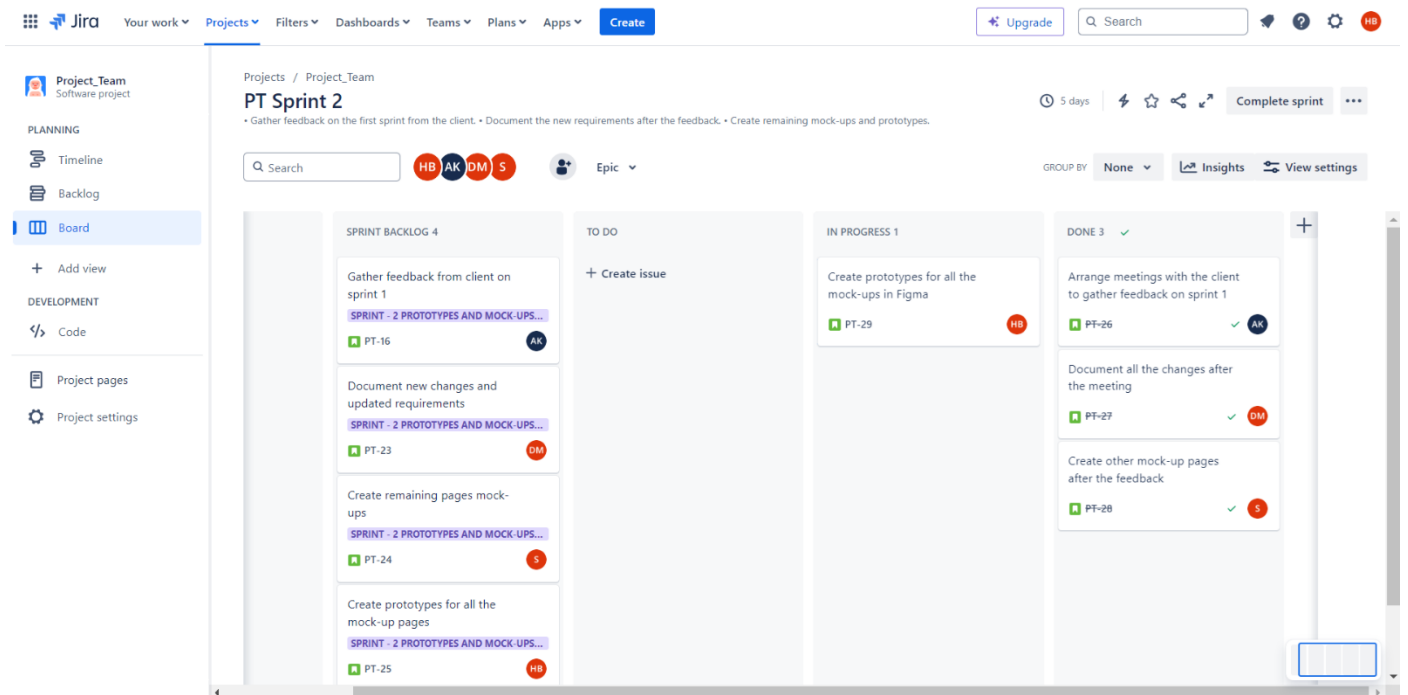 Jira Your work Projects Filters Dashboards Teams Plans Apps Create Upgrade Search HB
Project_Team
Software project
PLANNING
Timeline
Backlog
Board
Add view
DEVELOPMENT
Code
Project pages
Project settings
Projects / Project_Team
PT Sprint 2
5 days Complete sprint
• Gather feedback on the first sprint from the client. • Document the new requirements after the feedback. • Create remaining mock-ups and prototypes.
Search HB AK DM S Epic GROUP BY None Insights View settings
SPRINT BACKLOG 4
Gather feedback from client on
sprint 1
SPRINT - 2 PROTOTYPES AND MOCK-UPS...
PT-16 AK
Document new changes and
updated requirements
SPRINT - 2 PROTOTYPES AND MOCK-UPS...
PT-23 DM
Create remaining pages mock-
ups
SPRINT - 2 PROTOTYPES AND MOCK-UPS...
PT-24 S
Create prototypes for all the
mock-up pages
SPRINT - 2 PROTOTYPES AND MOCK-UPS...
PT-25 HB
TO DO
+ Create issue
IN PROGRESS 1
Create prototypes for all the
mock-ups in Figma
PT-29 HB
DONE 3
Arrange meetings with the client
to gather feedback on sprint 1
PT-26 AK
Document all the changes after
the meeting
PT-27 DM
Create other mock-up pages
after the feedback
PT-28 S